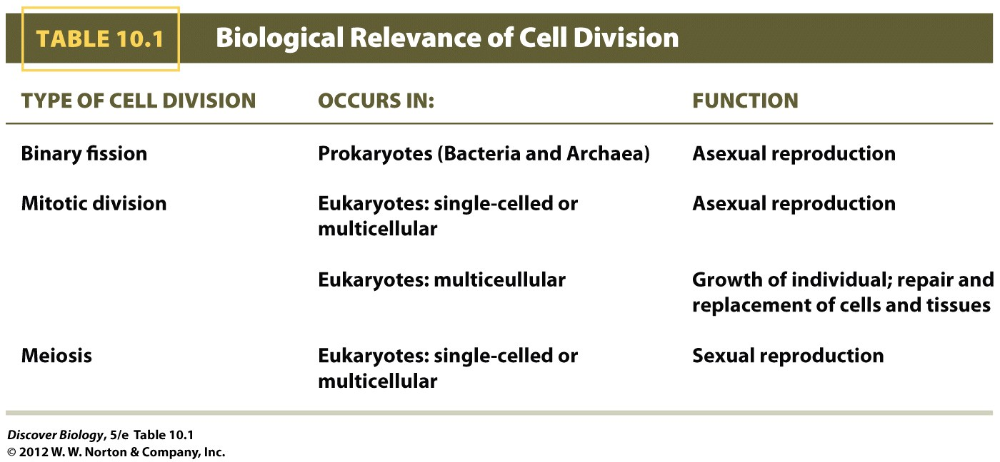 TABLE 10.1 Biological Relevance of Cell Division
TYPE OF CELL DIVISION OCCURS IN: FUNCTION
Binary fission Prokaryotes (Bacteria and Archaea) Asexual reproduction
Mitotic division Eukaryotes: single-celled or Asexual reproduction
multicellular
Eukaryotes: multiceullular Growth of individual; repair and
replacement of cells and tissues
Meiosis Eukaryotes: single-celled or Sexual reproduction
multicellular
Discover Biology, 5/e Table 10.1
© 2012 W. W. Norton & Company, Inc.